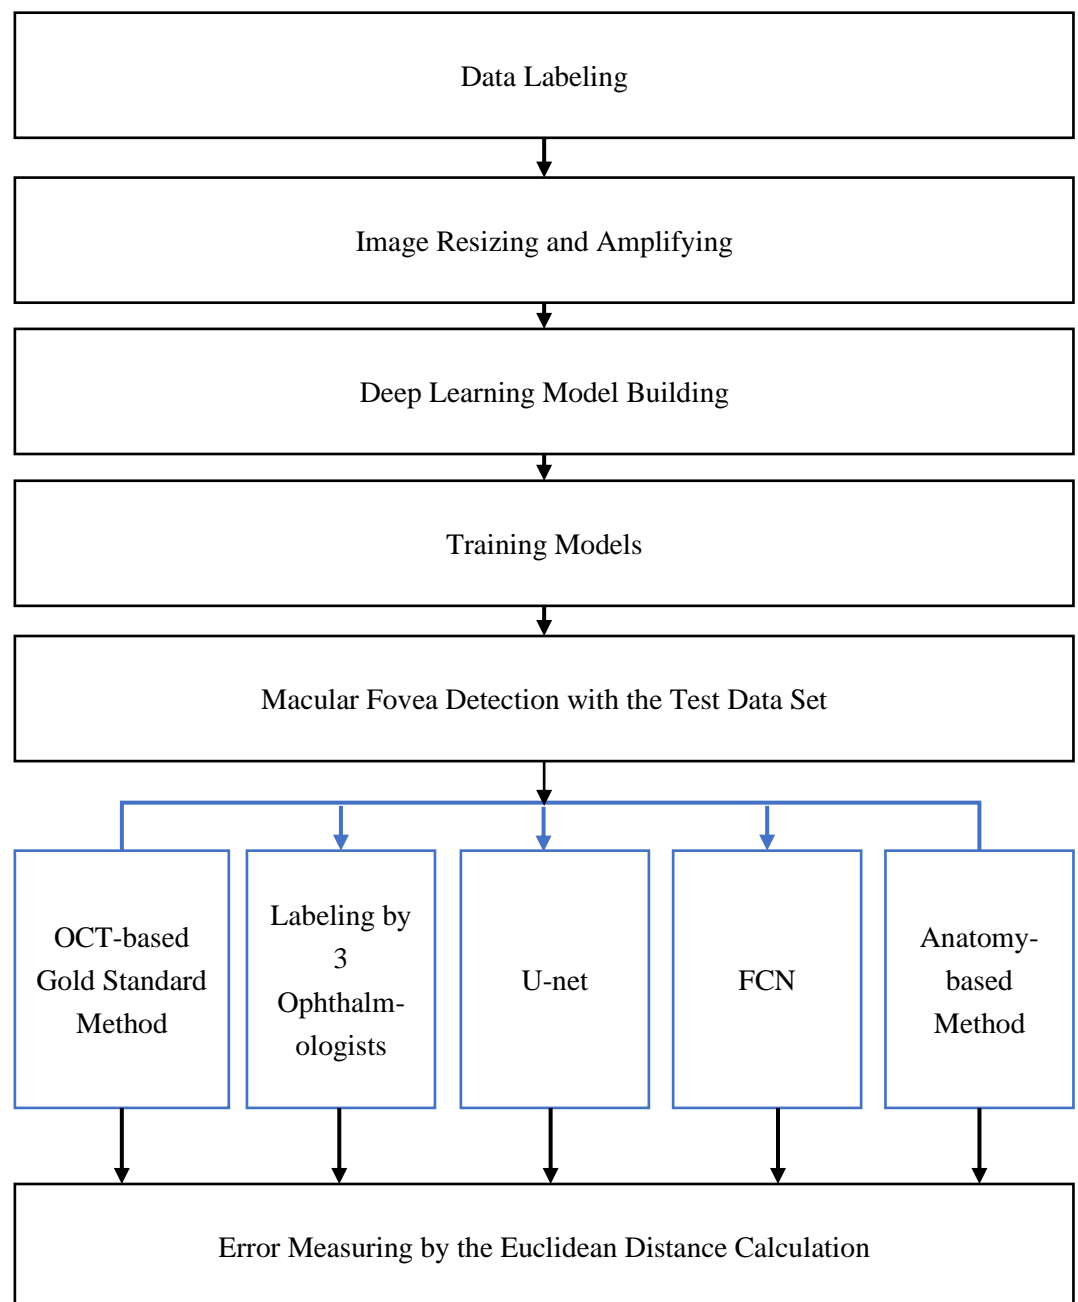 Data Labeling
Image Resizing and Amplifying
Deep Learning Model Building
Training Models
Macular Fovea Detection with the Test Data Set
OCT-based
Gold Standard
Method
Labeling by
3
Ophthalm-
ologists
U-net
FCN
Anatomy-
based
Method
Error Measuring by the Euclidean Distance Calculation